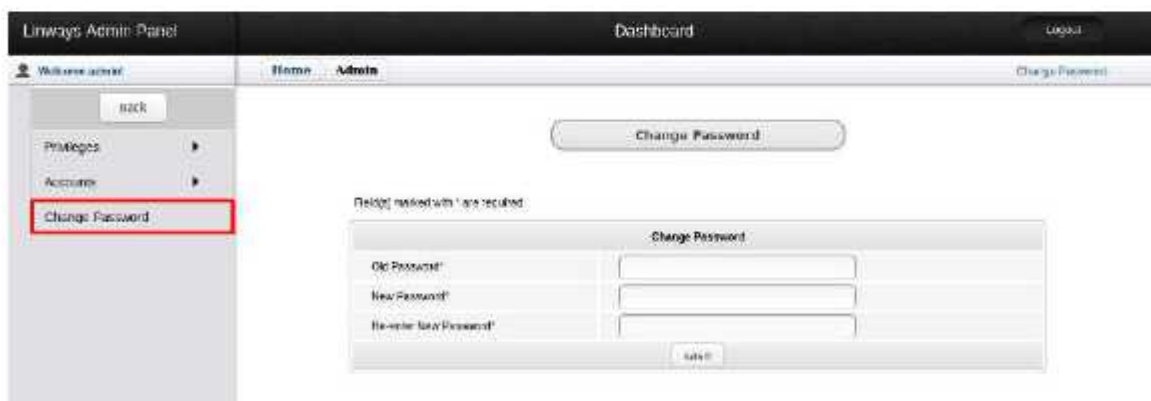 Linways Admin Panel
Dashboard
Logout
Welcome admin!
Home Admin
Change Password
Back
Privileges
Accounts
Change Password
Change Password
Field(s) marked with * are required
Change Password
Old Password*
New Password*
Re-enter New Password*